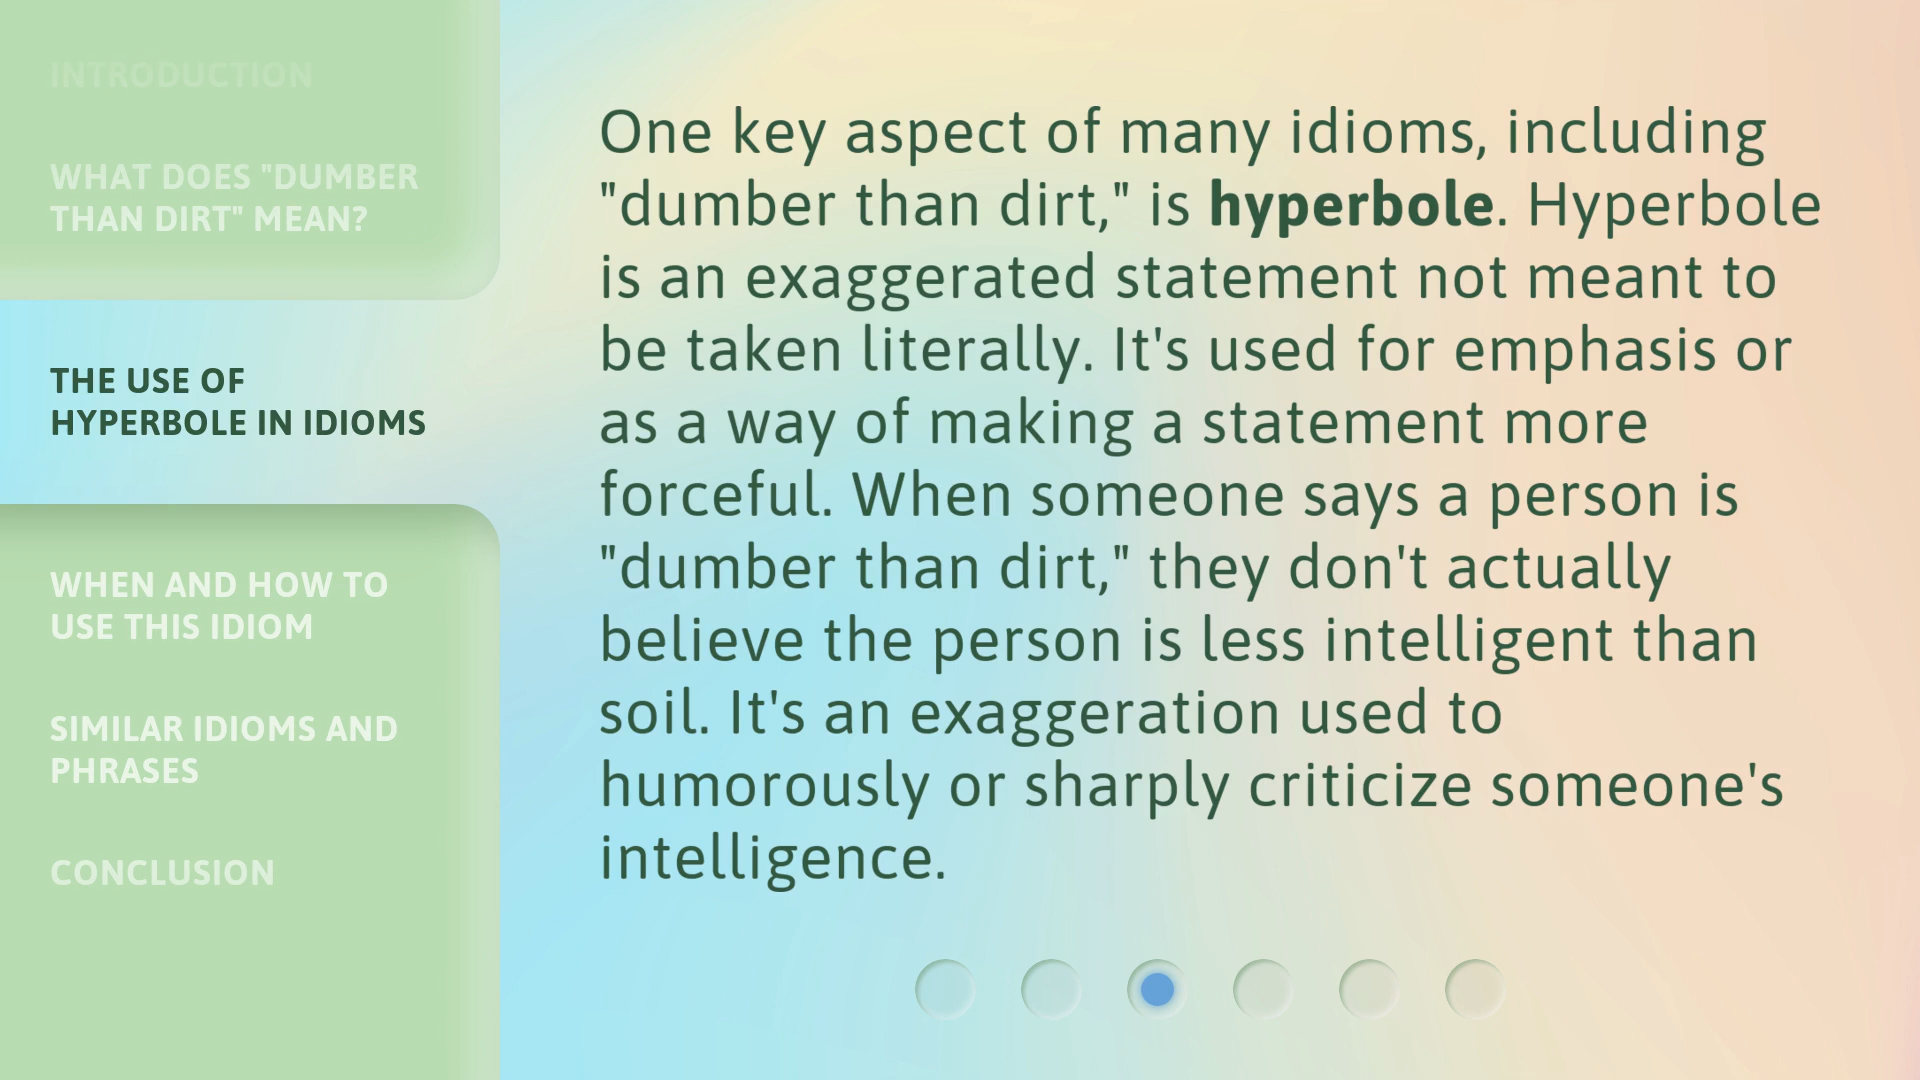 INTRODUCTION
WHAT DOES "DUMBER
THAN DIRT" MEAN?
THE USE OF
HYPERBOLE IN IDIOMS
WHEN AND HOW TO
USE THIS IDIOM
SIMILAR IDIOMS AND
PHRASES
CONCLUSION
One key aspect of many idioms, including
"dumber than dirt," is hyperbole. Hyperbole
is an exaggerated statement not meant to
be taken literally. It's used for emphasis or
as a way of making a statement more
forceful. When someone says a person is
"dumber than dirt," they don't actually
believe the person is less intelligent than
soil. It's an exaggeration used to
humorously or sharply criticize someone's
intelligence.